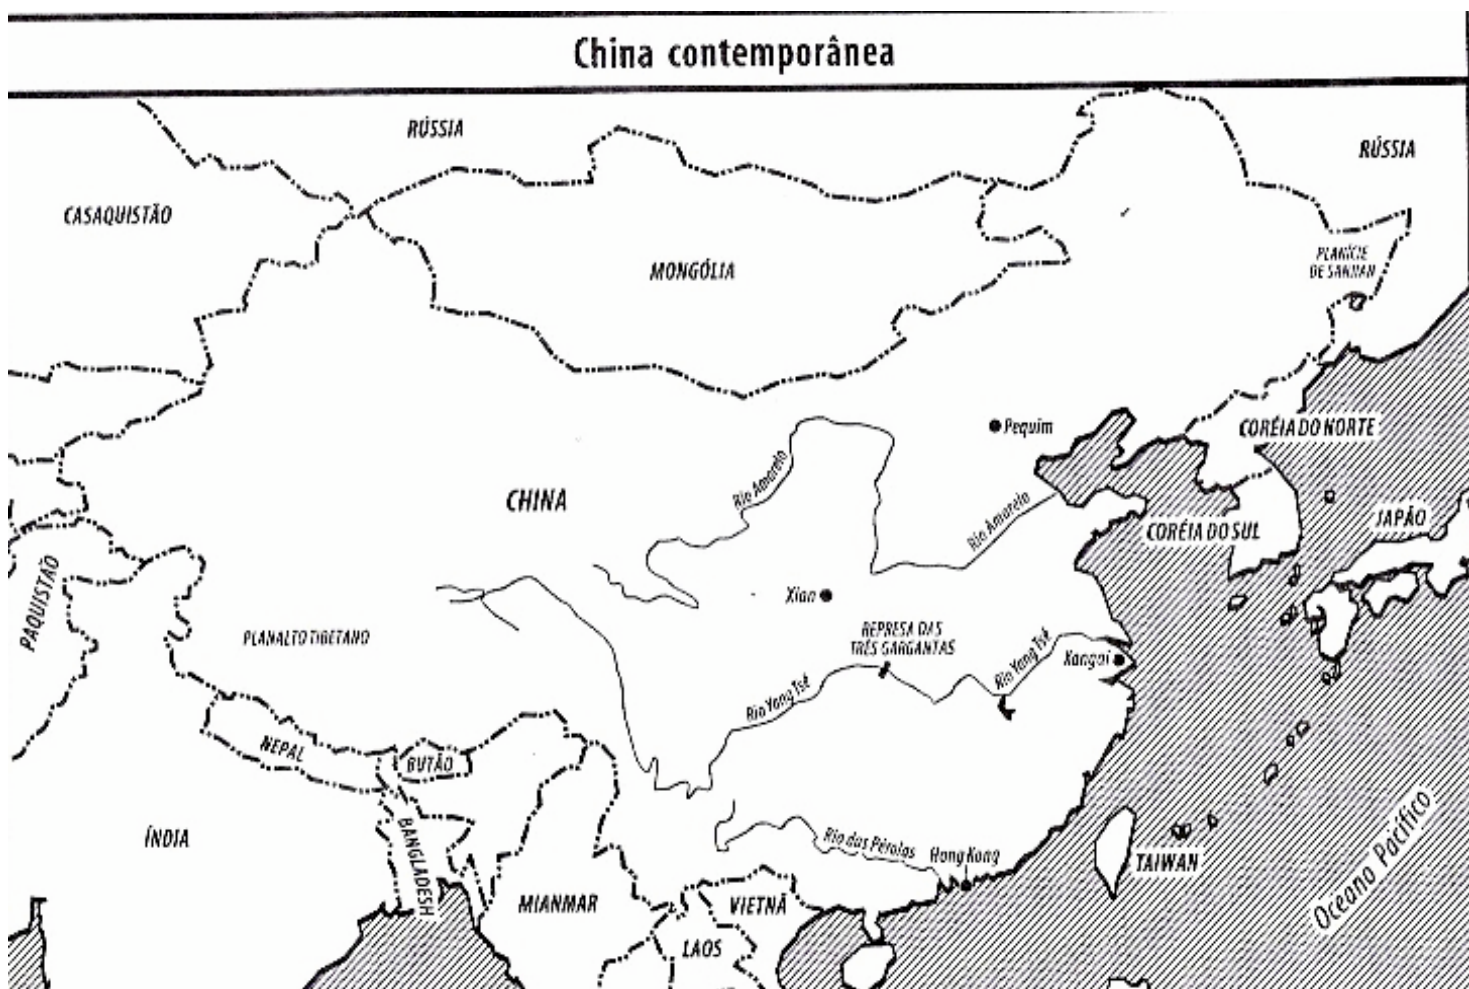 China contemporânea
RÚSSIA
RÚSSIA
CASAQUISTÃO
MONGÓLIA
PLANÍCIE
DE SANHAN
Pequim
CORÉIA DO NORTE
Rio Amarelo
CHINA
Rio Amarelo
JAPÃO
CORÉIA DO SUL
PAQUISTÃO
Xian
PLANALTO TIBETANO
REPRESA DAS
TRÊS GARGANTAS
Rio Yang Tsé
Xangai
Rio Yang Tsé
NEPAL
BUTÃO
ÍNDIA
BANGLADESH
Rio das Pérolas
Hong Kong
TAIWAN
Oceano Pacífico
MIANMAR
VIETNÃ
LAOS